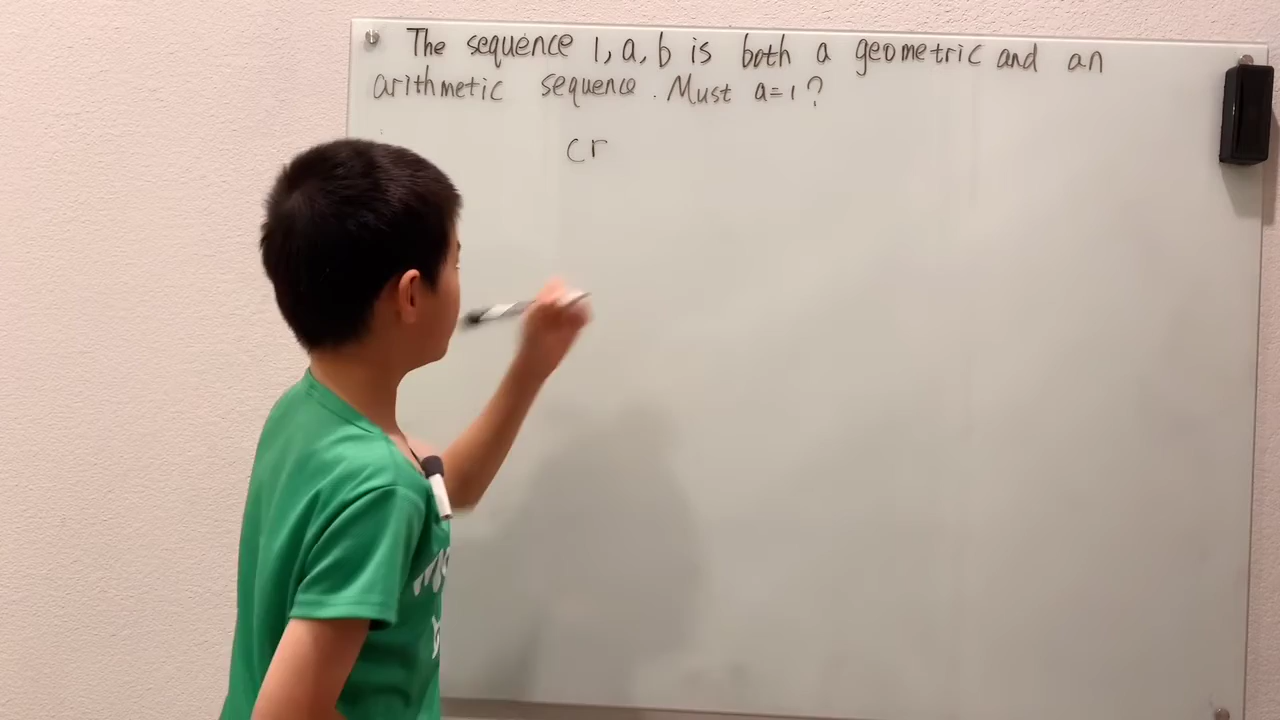 The sequence 1, a, b is both a geometric and an
arithmetic sequence. Must a=1?
cr